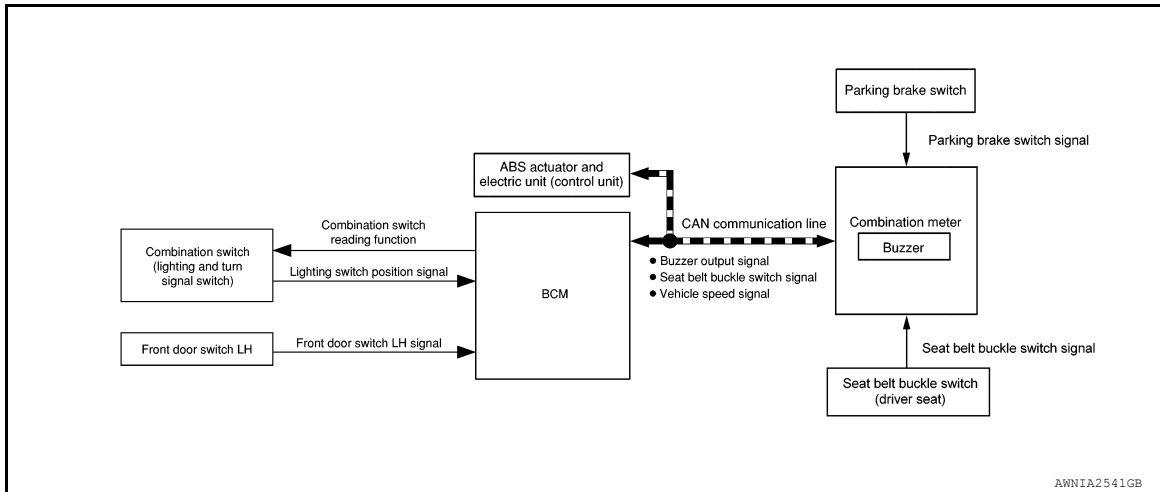 Parking brake switch
Parking brake switch signal
ABS actuator and
electric unit (control unit)
CAN communication line
Combination meter
Buzzer
Combination switch
reading function
Combination switch
(lighting and turn
signal switch)
Lighting switch position signal
BCM
● Buzzer output signal
● Seat belt buckle switch signal
● Vehicle speed signal
Front door switch LH
Front door switch LH signal
Seat belt buckle switch signal
Seat belt buckle switch
(driver seat)
AWNIA2541GB